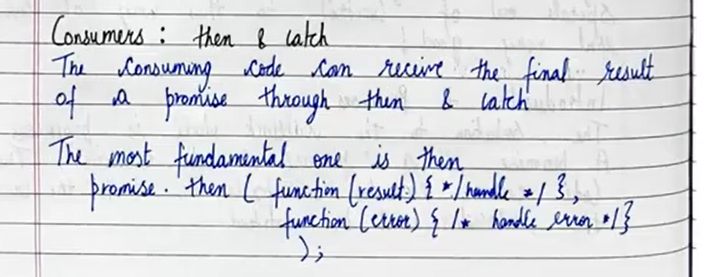 Consumers : then & catch
The consuming code can receive the final result
of a promise through then & catch
The most fundamental one is then
promise. then ( function (result) { */handle */ },
function (error) { /* handle error */}
);